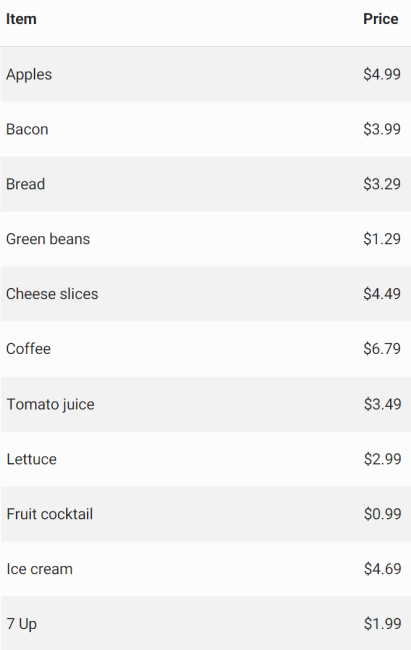 Item Price
Apples $4.99
Bacon $3.99
Bread $3.29
Green beans $1.29
Cheese slices $4.49
Coffee $6.79
Tomato juice $3.49
Lettuce $2.99
Fruit cocktail $0.99
Ice cream $4.69
7 Up $1.99